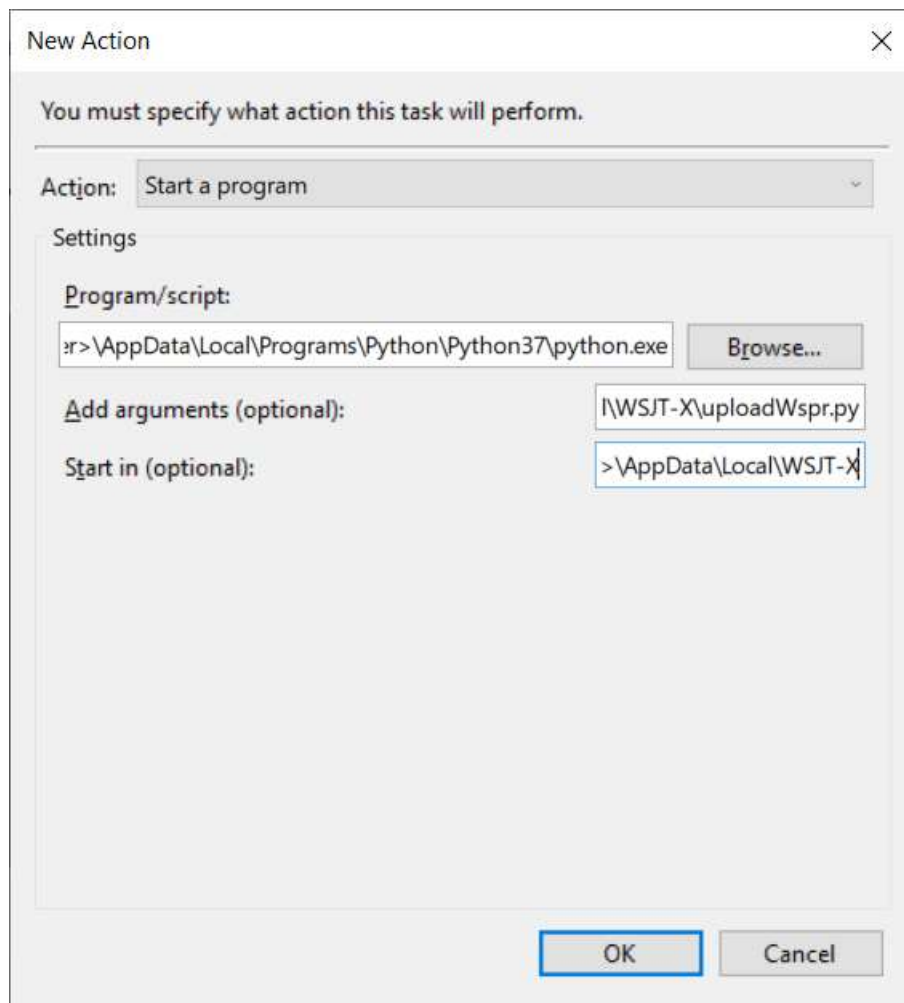 New Action
You must specify what action this task will perform.
Action: Start a program
Settings
Program/script:
er>\AppData\Local\Programs\Python\Python37\python.exe Browse...
Add arguments (optional): l\WSJT-X\uploadWspr.py
Start in (optional): >\AppData\Local\WSJT-X
OK Cancel